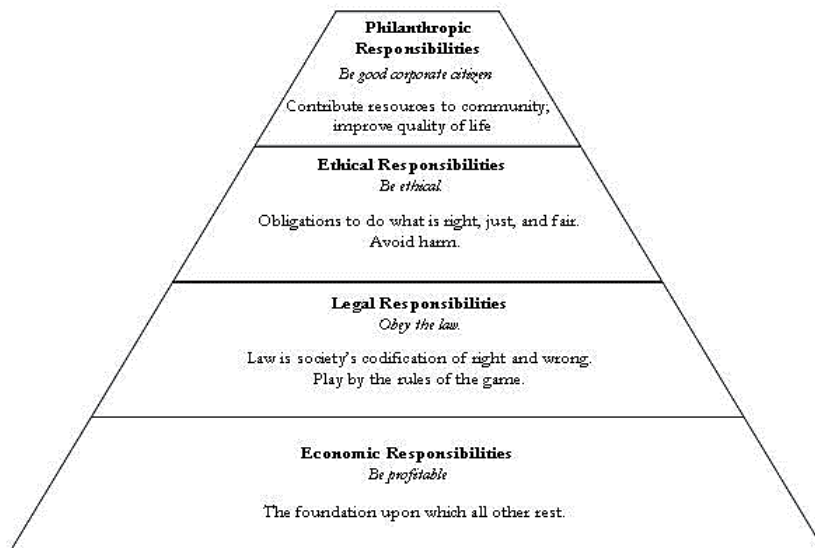 Philanthropic
Responsibilities
Be good corporate citizen
Contribute resources to community;
improve quality of life
Ethical Responsibilities
Be ethical.
Obligations to do what is right, just, and fair.
Avoid harm.
Legal Responsibilities
Obey the law.
Law is society's codification of right and wrong.
Play by the rules of the game.
Economic Responsibilities
Be profitable
The foundation upon which all other rest.